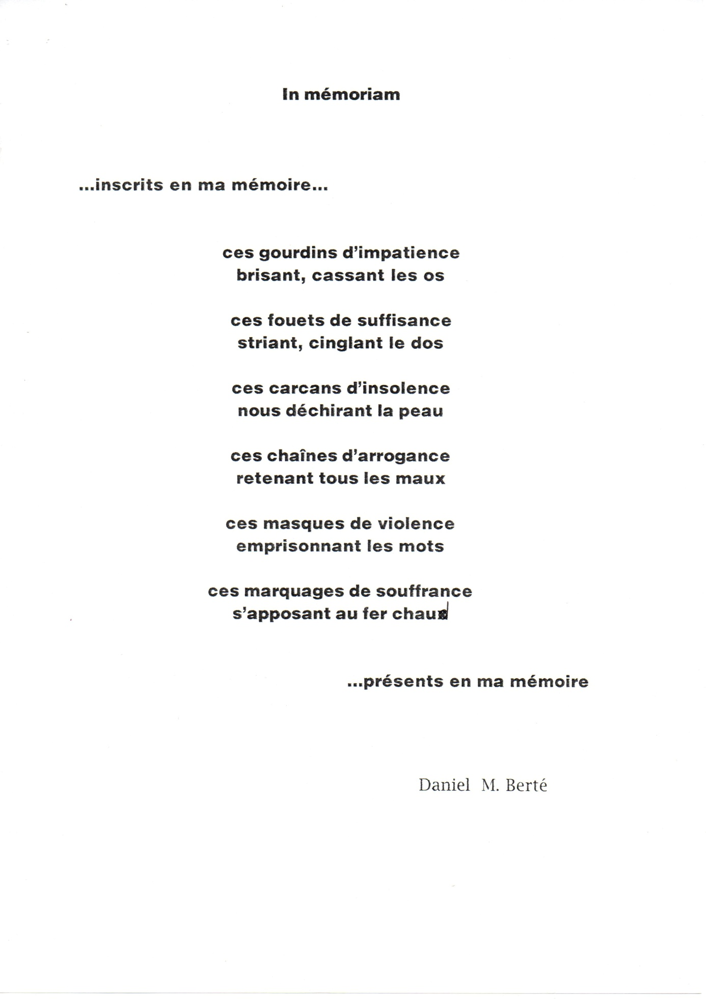 In mémoriam
...inscrits en ma mémoire...
ces gourdins d'impatience
brisant, cassant les os
ces fouets de suffisance
striant, cinglant le dos
ces carcans d'insolence
nous déchirant la peau
ces chaînes d'arrogance
retenant tous les maux
ces masques de violence
emprisonnant les mots
ces marquages de souffrance
s'apposant au fer chaud
...présents en ma mémoire
Daniel M. Berté